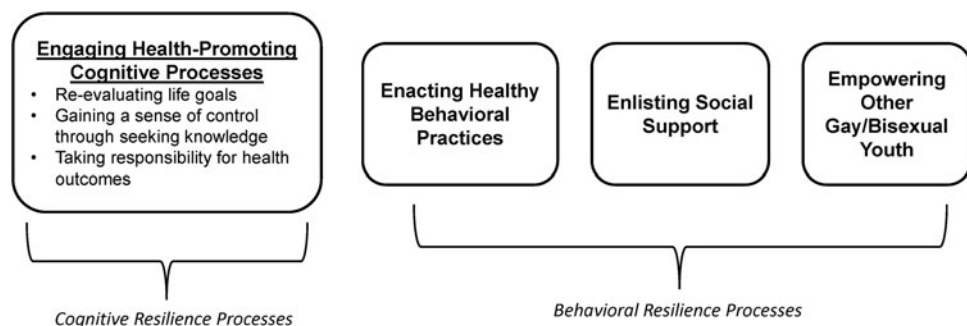 Engaging Health-Promoting
Cognitive Processes
• Re-evaluating life goals
• Gaining a sense of control
through seeking knowledge
• Taking responsibility for health
outcomes
Enacting Healthy
Behavioral
Practices
Enlisting Social
Support
Empowering
Other
Gay/Bisexual
Youth
Cognitive Resilience Processes
Behavioral Resilience Processes